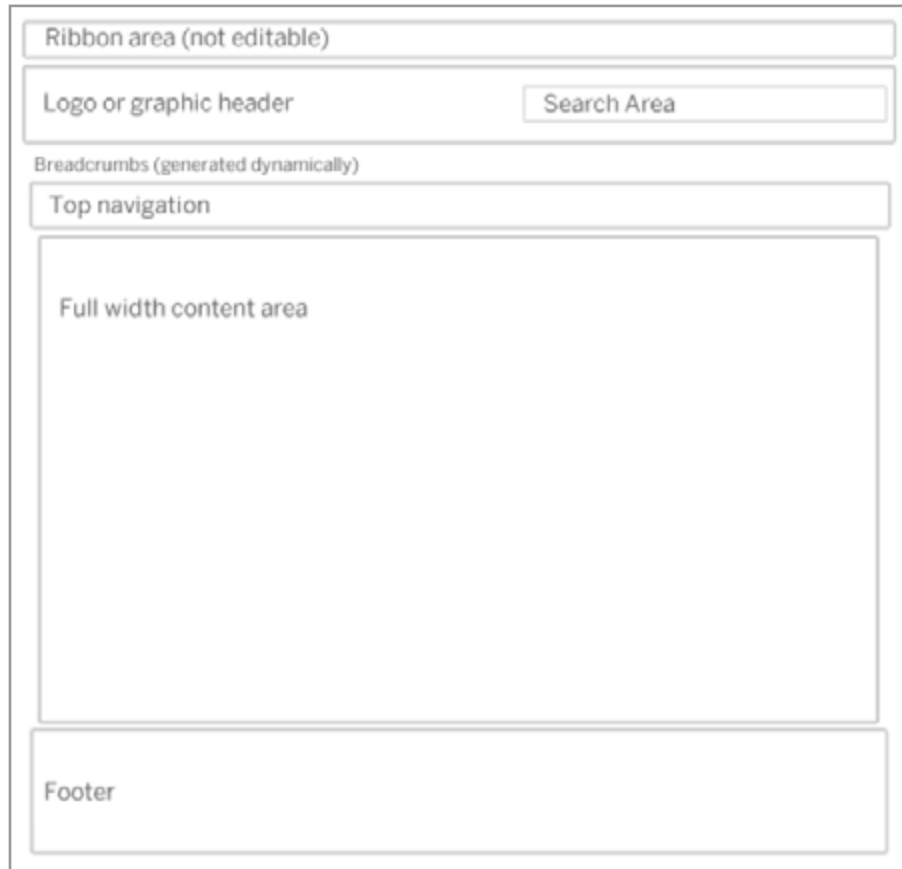 Ribbon area (not editable)
Logo or graphic header
Search Area
Breadcrumbs (generated dynamically)
Top navigation
Full width content area
Footer